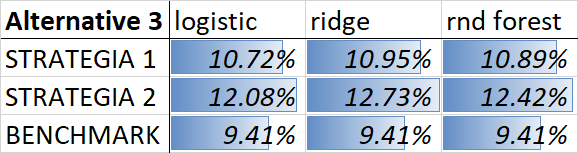 Alternative 3 logistic ridge rnd forest
STRATEGIA 1 10.72% 10.95% 10.89%
STRATEGIA 2 12.08% 12.73% 12.42%
BENCHMARK 9.41% 9.41% 9.41%